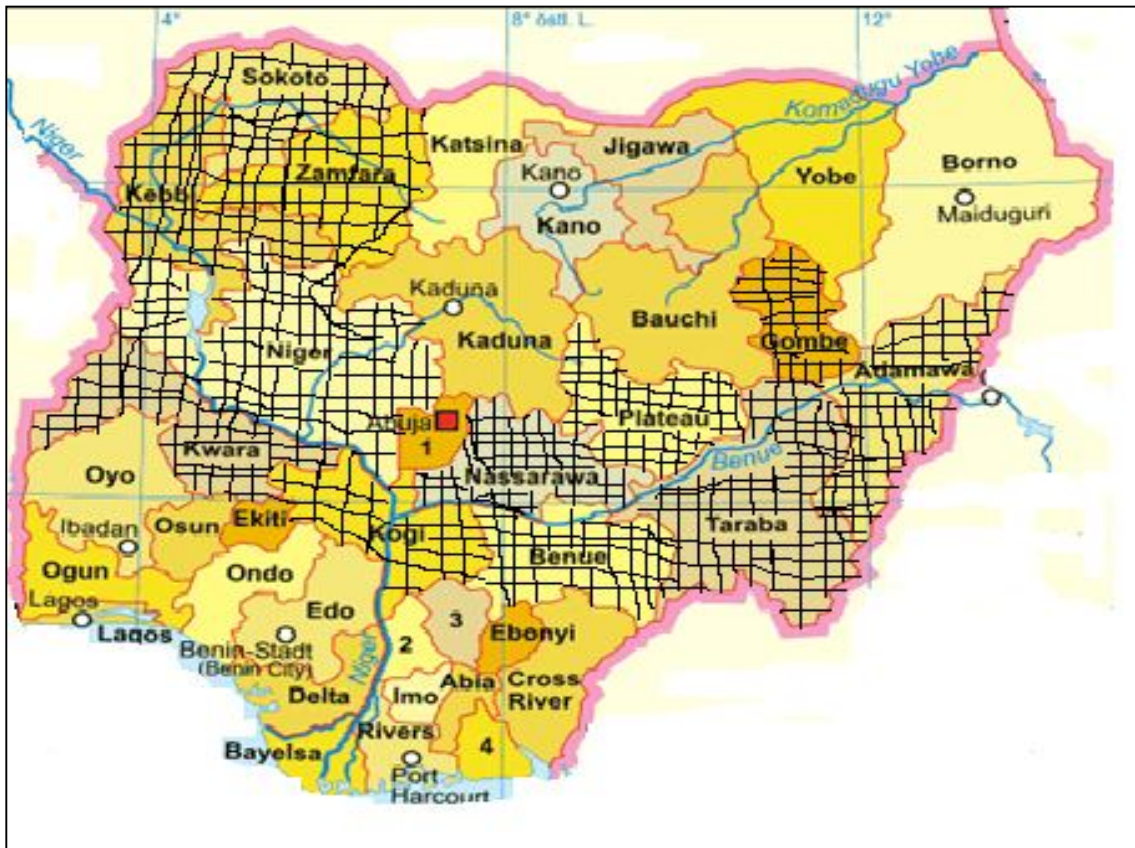 4°
8° östl. L.
12°
Sokoto
Niger
Katsina
Komadugu Yobe
Jigawa
Zamfara
Kano
Yobe
Borno
Kebbi
Maiduguri
Kano
Kaduna
Bauchi
Niger
Kaduna
Gombe
Adamawa
Abuja
Plateau
1
Kwara
Benue
Oyo
Nassarawa
Ibadan
Osun
Ekiti
Kogi
Taraba
Benue
Ogun
Ondo
Lagos
Edo
3
Lagos
2
Ebonyi
Benin-Stadt
(Benin City)
Niger
Abia
Cross
River
Delta
Imo
Rivers
Bayelsa
4
Port
Harcourt